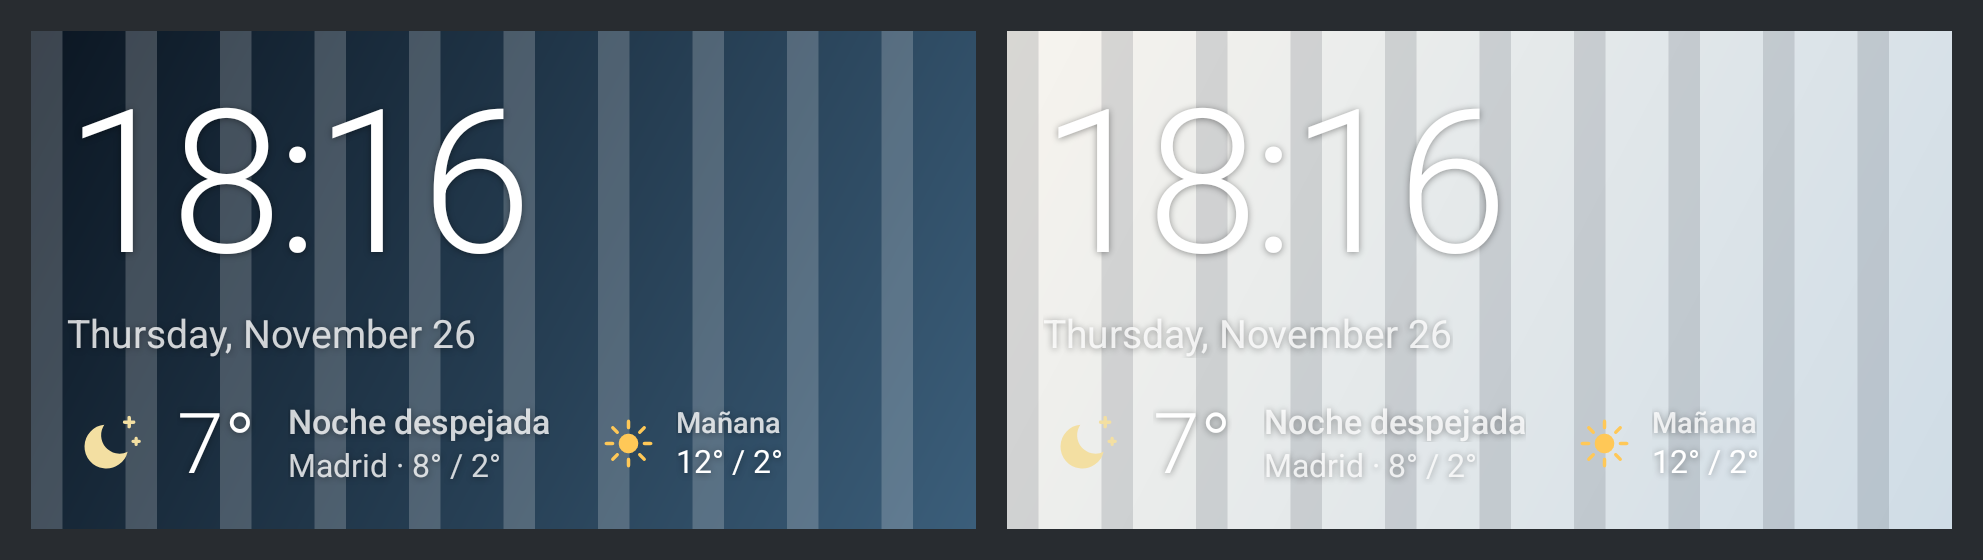 18:16
Thursday, November 26
7° Noche despejada Mañana
Madrid · 8° / 2° 12° / 2°
18:16
Thursday, November 26
7° Noche despejada Mañana
Madrid · 8° / 2° 12° / 2°